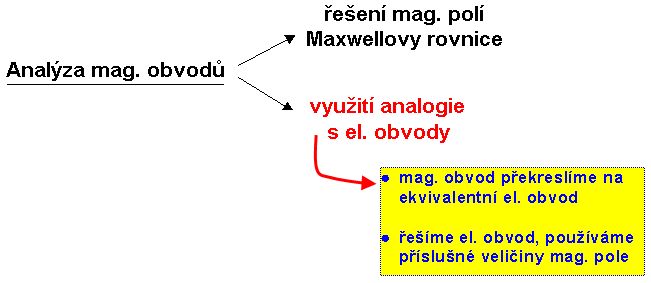 řešení mag. polí
Maxwellovy rovnice
Analýza mag. obvodů
využití analogie
s el. obvody
● mag. obvod překreslíme na
ekvivalentní el. obvod
● řešíme el. obvod, používáme
příslušné veličiny mag. pole